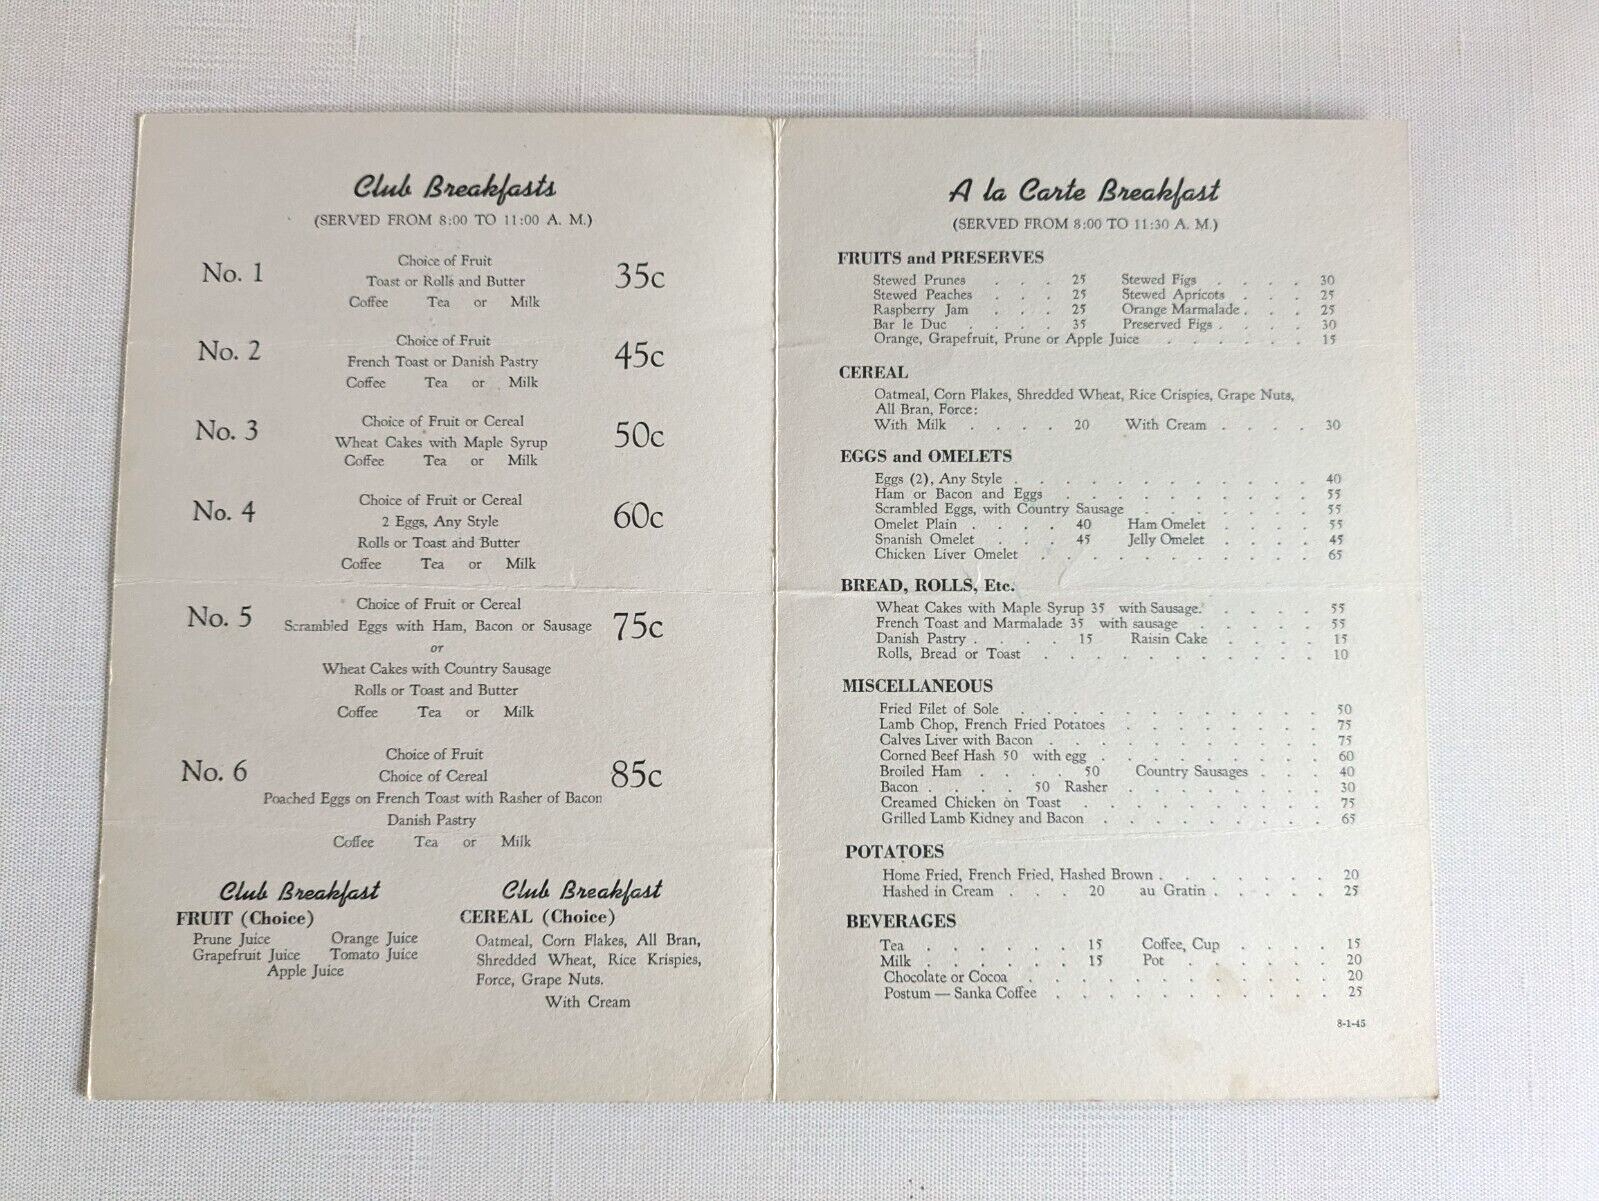 Club Breakfasts
(SERVED FROM 8:00 TO 11:00 A. M.)
No. 1
Choice of Fruit
Toast or Rolls and Butter
Coffee Tea or Milk
35c
No. 2
Choice of Fruit
French Toast or Danish Pastry
Coffee Tea or Milk
45c
No. 3
Choice of Fruit or Cereal
Wheat Cakes with Maple Syrup
Coffee Tea or Milk
50c
No. 4
Choice of Fruit or Cereal
2 Eggs, Any Style
Rolls or Toast and Butter
Coffee Tea or Milk
60c
No. 5
Choice of Fruit or Cereal
Scrambled Eggs with Ham, Bacon or Sausage
or
Wheat Cakes with Country Sausage
Rolls or Toast and Butter
Coffee Tea or Milk
75c
No. 6
Choice of Fruit
Choice of Cereal
Poached Eggs on French Toast with Rasher of Bacon
Danish Pastry
Coffee Tea or Milk
85c
Club Breakfast
FRUIT (Choice)
Prune Juice Orange Juice
Grapefruit Juice Tomato Juice
Apple Juice
Club Breakfast
CEREAL (Choice)
Oatmeal, Corn Flakes, All Bran,
Shredded Wheat, Rice Krispies,
Force, Grape Nuts.
With Cream
A la Carte Breakfast
(SERVED FROM 8:00 TO 11:30 A. M.)
FRUITS and PRESERVES
Stewed Prunes . . . 25 Stewed Figs . . . . 30
Stewed Peaches . . . 25 Stewed Apricots . . . 25
Raspberry Jam . . . 25 Orange Marmalade . . . 25
Bar le Duc . . . . 35 Preserved Figs . . . . 30
Orange, Grapefruit, Prune or Apple Juice . . . . . . 15
CEREAL
Oatmeal, Corn Flakes, Shredded Wheat, Rice Crispies, Grape Nuts,
All Bran, Force:
With Milk . . . . 20 With Cream . . . . 30
EGGS and OMELETS
Eggs (2), Any Style . . . . . . . . . . 40
Ham or Bacon and Eggs . . . . . . . . . 55
Scrambled Eggs, with Country Sausage . . . . . . 55
Omelet Plain . . . . 40 Ham Omelet . . . . 55
Spanish Omelet . . . 45 Jelly Omelet . . . . 45
Chicken Liver Omelet . . . . . . . . . . 65
BREAD, ROLLS, Etc.
Wheat Cakes with Maple Syrup 35 with Sausage. . . . . 55
French Toast and Marmalade 35 with sausage . . . . . 55
Danish Pastry . . . . 15 Raisin Cake . . . . 15
Rolls, Bread or Toast . . . . . . . . . . 10
MISCELLANEOUS
Fried Filet of Sole . . . . . . . . . . 50
Lamb Chop, French Fried Potatoes . . . . . . . 75
Calves Liver with Bacon . . . . . . . . . 75
Corned Beef Hash 50 with egg . . . . . . . . 60
Broiled Ham . . . . 50 Country Sausages . . . 40
Bacon . . . . 50 Rasher . . . . . . . 30
Creamed Chicken on Toast . . . . . . . . 75
Grilled Lamb Kidney and Bacon . . . . . . . . 65
POTATOES
Home Fried, French Fried, Hashed Brown . . . . . . . 20
Hashed in Cream . . . 20 au Gratin . . . . . 25
BEVERAGES
Tea . . . . . . 15 Coffee, Cup . . . . 15
Milk . . . . . . 15 Pot . . . . . . 20
Chocolate or Cocoa . . . . . . . . . . 20
Postum — Sanka Coffee . . . . . . . . . . 25
8-1-45